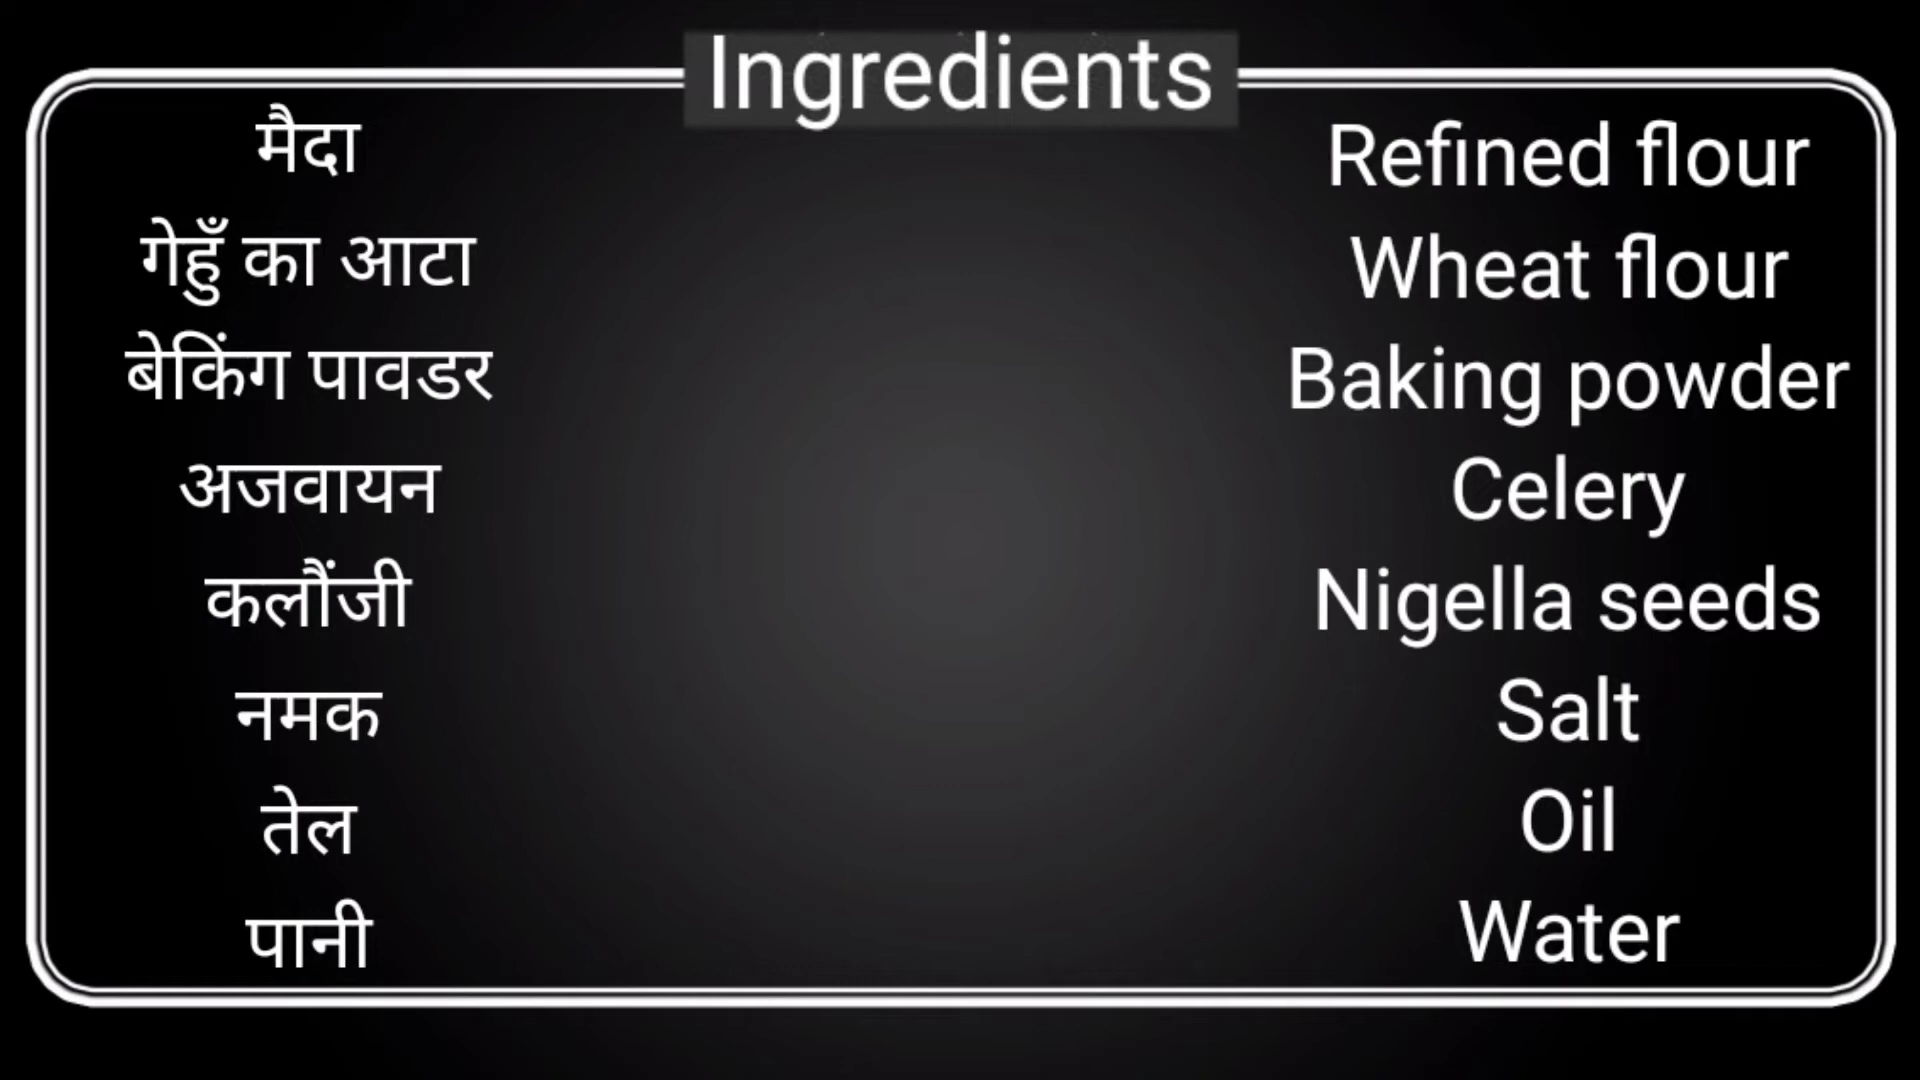 Ingredients
मैदा
Refined flour
गेहुँ का आटा
Wheat flour
बेकिंग पावडर
Baking powder
अजवायन
Celery
कलौंजी
Nigella seeds
नमक
Salt
तेल
Oil
पानी
Water